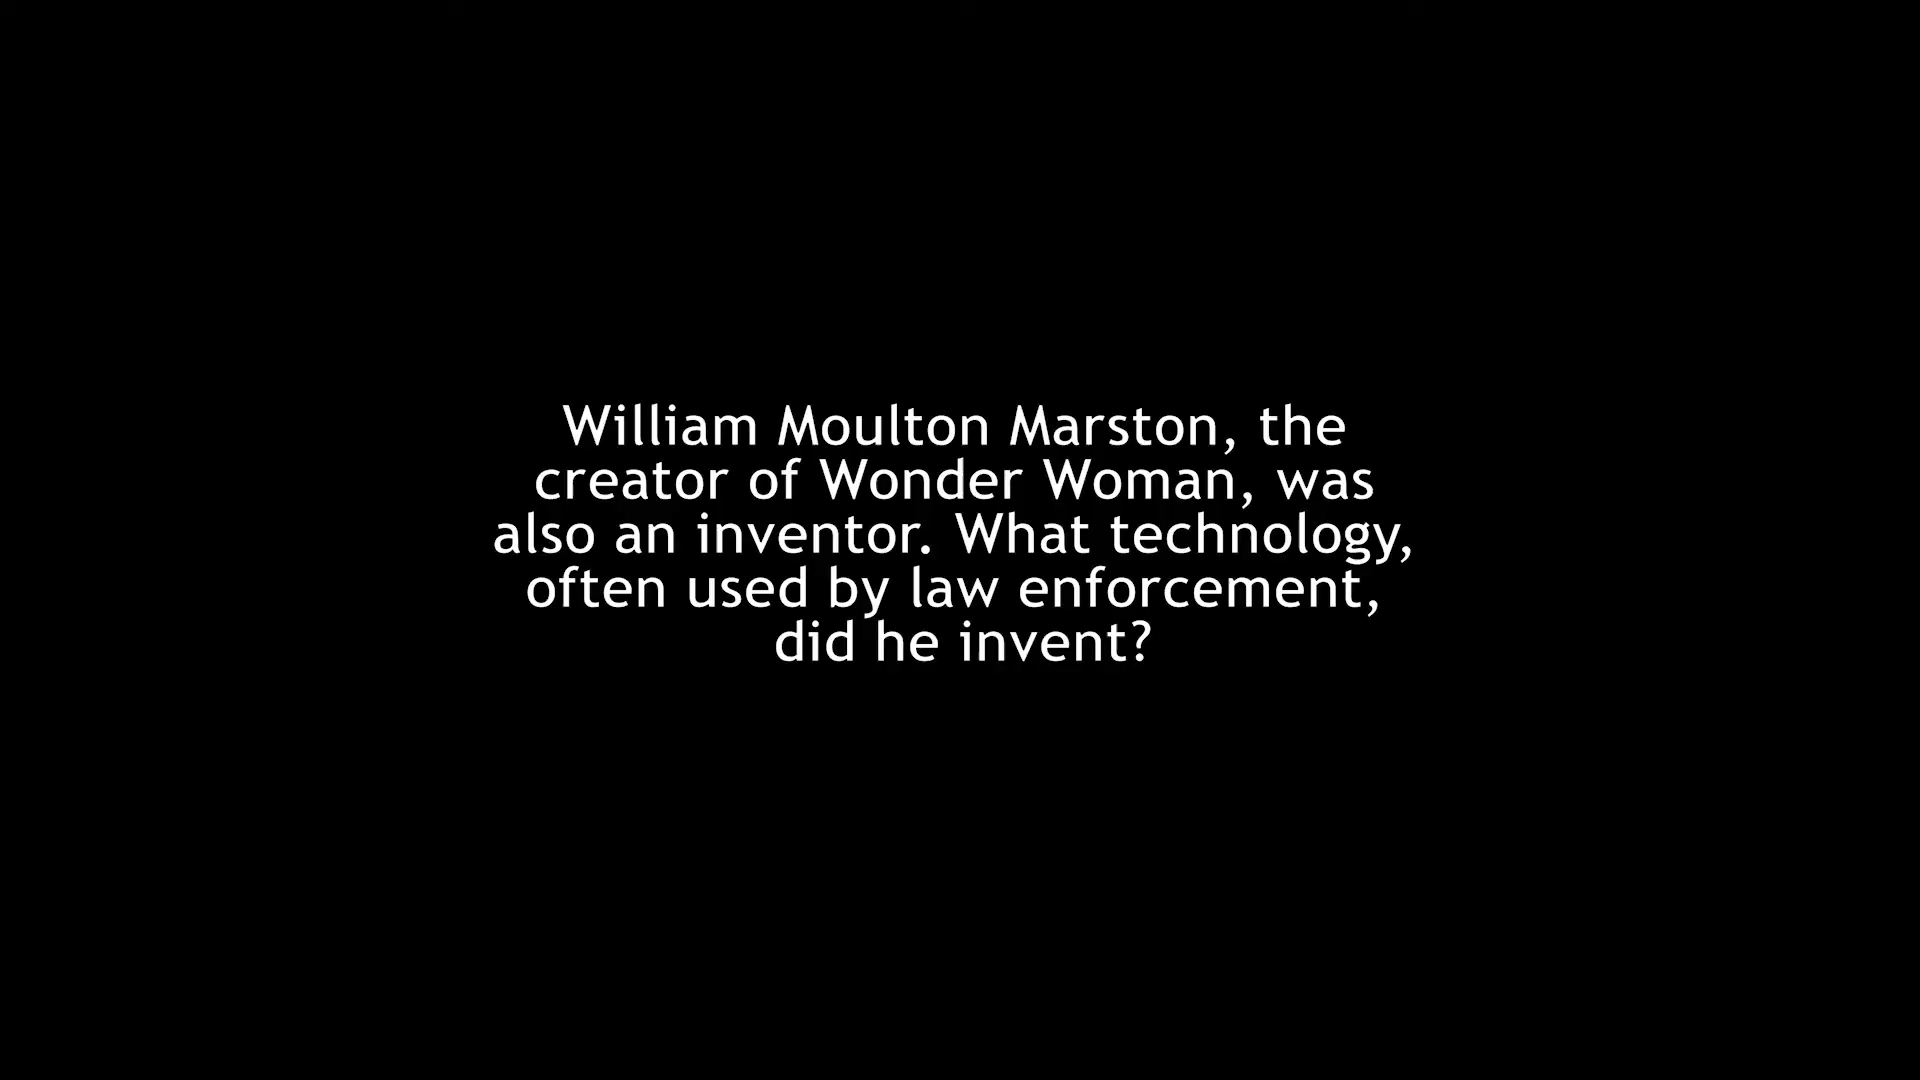 William Moulton Marston, the
creator of Wonder Woman, was
also an inventor. What technology,
often used by law enforcement,
did he invent?